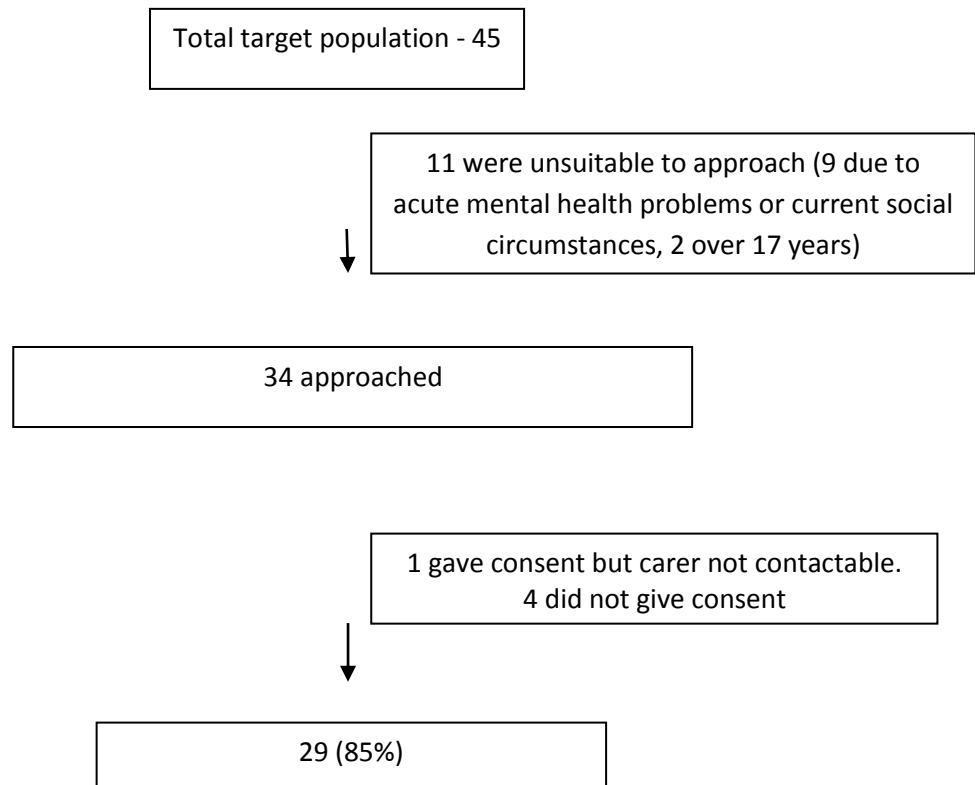 Total target population - 45
11 were unsuitable to approach (9 due to
acute mental health problems or current social
circumstances, 2 over 17 years)
34 approached
1 gave consent but carer not contactable.
4 did not give consent
29 (85%)